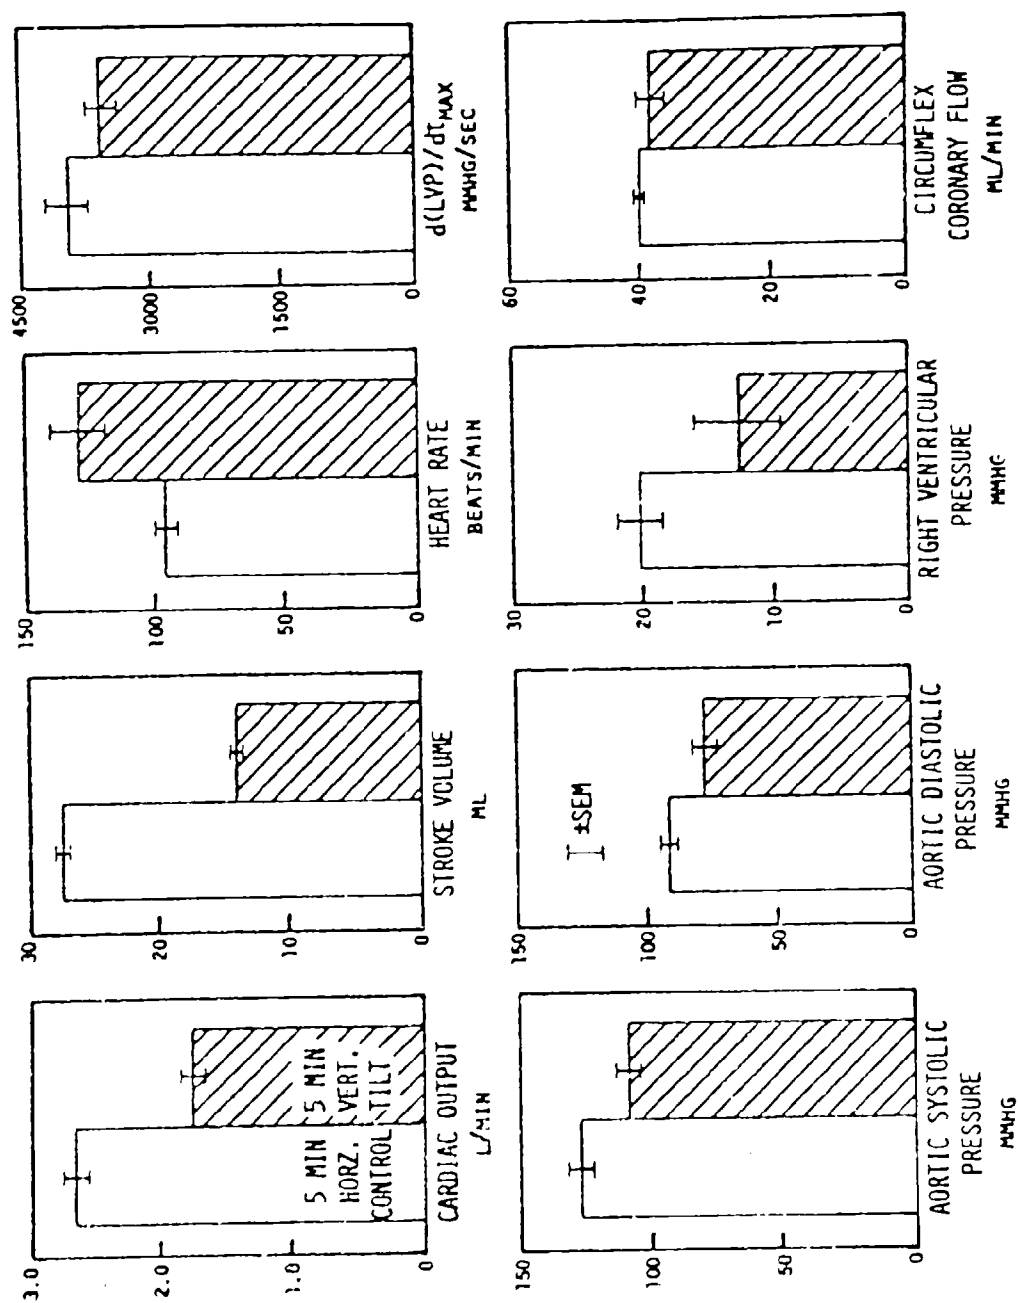 3.0
2.0
1.0
0
5 MIN
HORZ.
CONTROL
5 MIN
VERT.
TILT
CARDIAC OUTPUT
L/MIN
30
20
10
0
STROKE VOLUME
ML
150
100
50
0
HEART RATE
BEATS/MIN
4500
3000
1500
0
d(LVP)/dtMAX
MMHG/SEC
150
100
50
0
AORTIC SYSTOLIC
PRESSURE
MMHG
150
100
50
0
±SEM
AORTIC DIASTOLIC
PRESSURE
MMHG
30
20
10
0
RIGHT VENTRICULAR
PRESSURE
MMHG
60
40
20
0
CIRCUMFLEX
CORONARY FLOW
ML/MIN